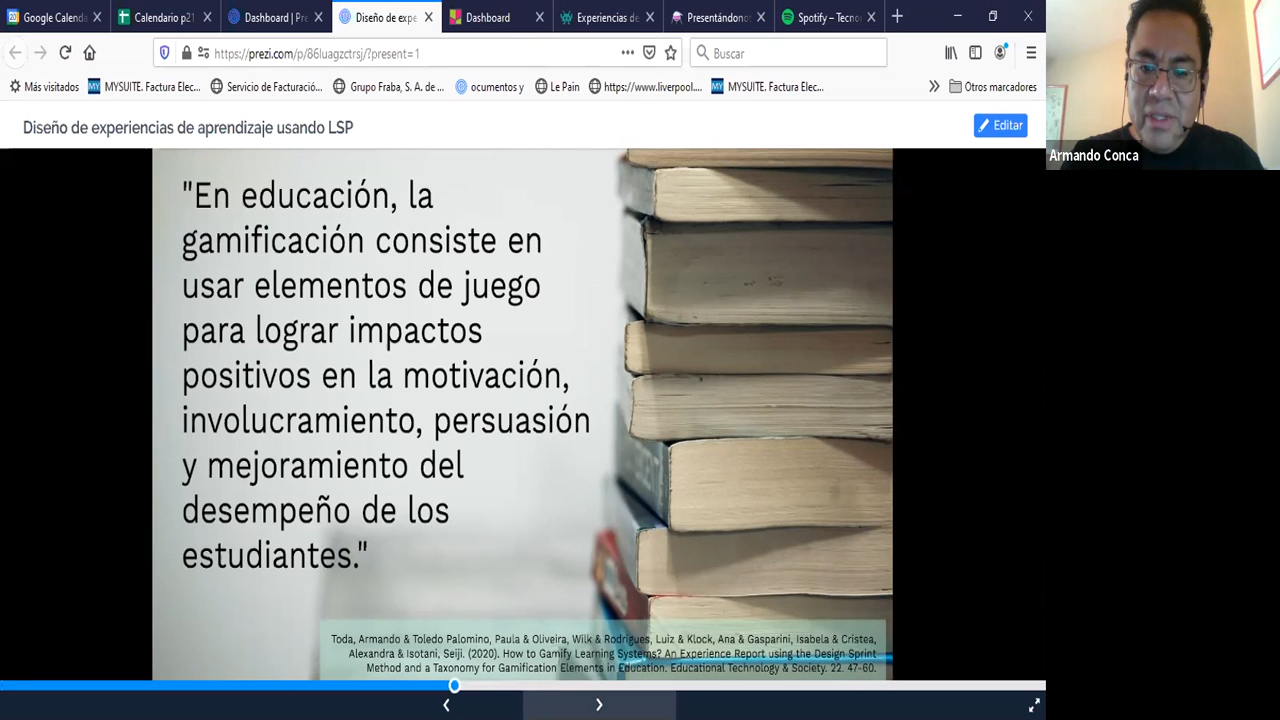 Google Calenda
Calendario p21
Dashboard | Pre
Diseño de expe
Dashboard
Experiencias de
Presentándonos
Spotify – Tecno
https://prezi.com/p/86luagzctrsj/?present=1
Buscar
Más visitados
MYSUITE. Factura Elec...
Servicio de Facturació...
Grupo Fraba, S. A. de ...
ocumentos y
Le Pain
https://www.liverpool....
MYSUITE. Factura Elec...
Otros marcadores
Diseño de experiencias de aprendizaje usando LSP
Editar
Armando Conca
"En educación, la
gamificación consiste en
usar elementos de juego
para lograr impactos
positivos en la motivación,
involucramiento, persuasión
y mejoramiento del
desempeño de los
estudiantes."
Toda, Armando & Toledo Palomino, Paula & Oliveira, Wilk & Rodrigues, Luiz & Klock, Ana & Gasparini, Isabela & Cristea,
Alexandra & Isotani, Seiji. (2020). How to Gamify Learning Systems? An Experience Report using the Design Sprint
Method and a Taxonomy for Gamification Elements in Education. Educational Technology & Society. 22. 47-60.